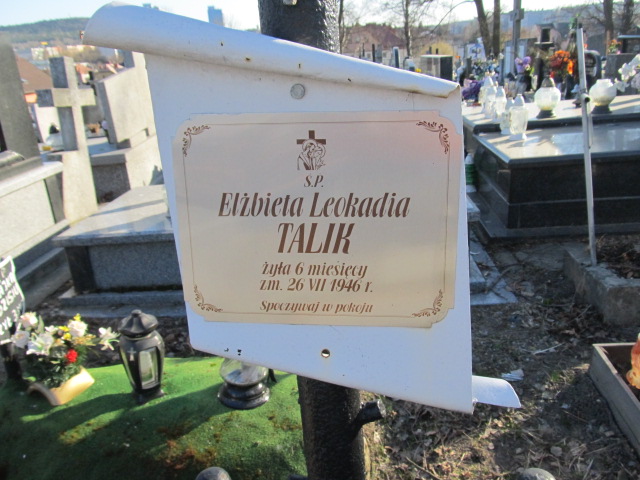 Ś.P.
Elżbieta Leokadia
TALIK
żyła 6 miesięcy
zm. 26 VII 1946 r.
Spoczywaj w pokoju